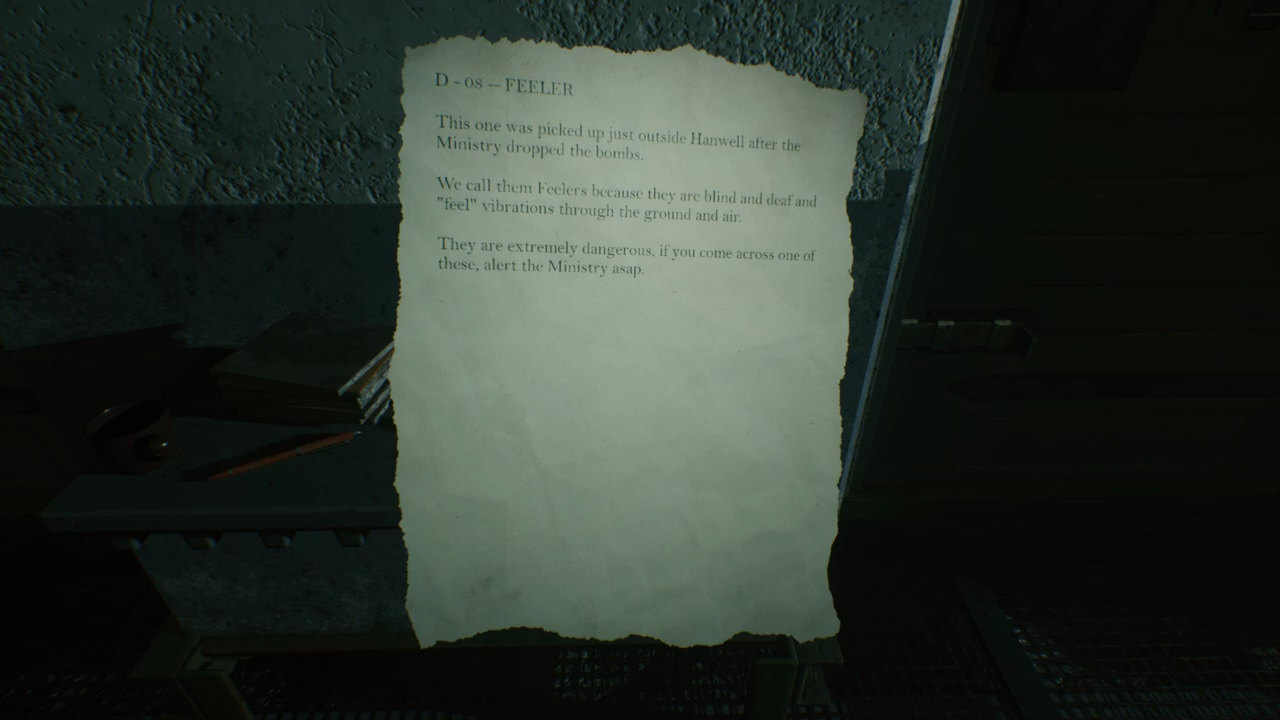 D - 08 – FEELER
This one was picked up just outside Hanwell after the
Ministry dropped the bombs.
We call them Feelers because they are blind and deaf and
"feel" vibrations through the ground and air.
They are extremely dangerous, if you come across one of
these, alert the Ministry asap.